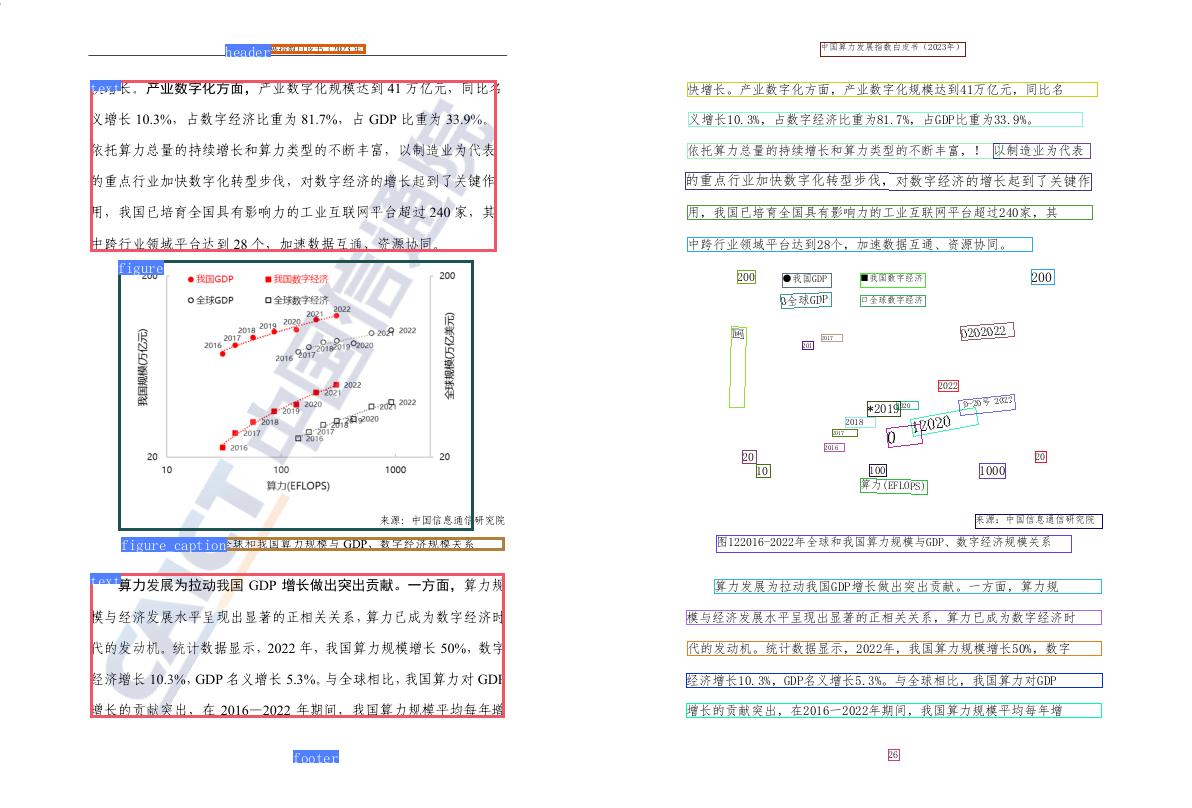 header
text
长。产业数字化方面，产业数字化规模达到 41 万亿元，同比名
义增长 10.3%，占数字经济比重为 81.7%，占 GDP 比重为 33.9%。
依托算力总量的持续增长和算力类型的不断丰富，以制造业为代表
的重点行业加快数字化转型步伐，对数字经济的增长起到了关键作
用，我国已培育全国具有影响力的工业互联网平台超过 240 家，其
中跨行业领域平台达到 28 个，加速数据互通、资源协同。
figure
200
我国GDP
我国数字经济
200
全球GDP
全球数字经济
2016 2017 2018 2019 2020 2021 2022
2016 2017 2018 2019 2020 2021 2022
2016 2017 2018 2019 2020 2021 2022
2016 2017 2018 2019 2020 2021 2022
我国规模(万亿元)
全球规模(万亿美元)
20
20
10 100 1000
算力(EFLOPS)
来源：中国信息通信研究院
figure caption
全球和我国算力规模与 GDP、数字经济规模关系
text
算力发展为拉动我国 GDP 增长做出突出贡献。一方面，算力规
模与经济发展水平呈现出显著的正相关关系，算力已成为数字经济时
代的发动机。统计数据显示，2022 年，我国算力规模增长 50%，数字
经济增长 10.3%，GDP 名义增长 5.3%。与全球相比，我国算力对 GDP
增长的贡献突出，在 2016—2022 年期间，我国算力规模平均每年增
footer
CAICT 中国信通院
中国算力发展指数白皮书（2023年）
快增长。产业数字化方面，产业数字化规模达到41万亿元，同比名
义增长10.3%，占数字经济比重为81.7%，占GDP比重为33.9%。
依托算力总量的持续增长和算力类型的不断丰富，！ 以制造业为代表
的重点行业加快数字化转型步伐，对数字经济的增长起到了关键作
用，我国已培育全国具有影响力的工业互联网平台超过240家，其
中跨行业领域平台达到28个，加速数据互通、资源协同。
200
●我国GDP
■我国数字经济
200
0全球GDP
口全球数字经济
201
2017
0202022
2022
*2019
2020
0-20号 2022
2018
12020
2017
0
2016
20
20
10
100
1000
算力(EFLOPS)
来源：中国信息通信研究院
图122016-2022年全球和我国算力规模与GDP、数字经济规模关系
算力发展为拉动我国GDP增长做出突出贡献。一方面，算力规
模与经济发展水平呈现出显著的正相关关系，算力已成为数字经济时
代的发动机。统计数据显示，2022年，我国算力规模增长50%，数字
经济增长10.3%，GDP名义增长5.3%。与全球相比，我国算力对GDP
增长的贡献突出，在2016一2022年期间，我国算力规模平均每年增
26